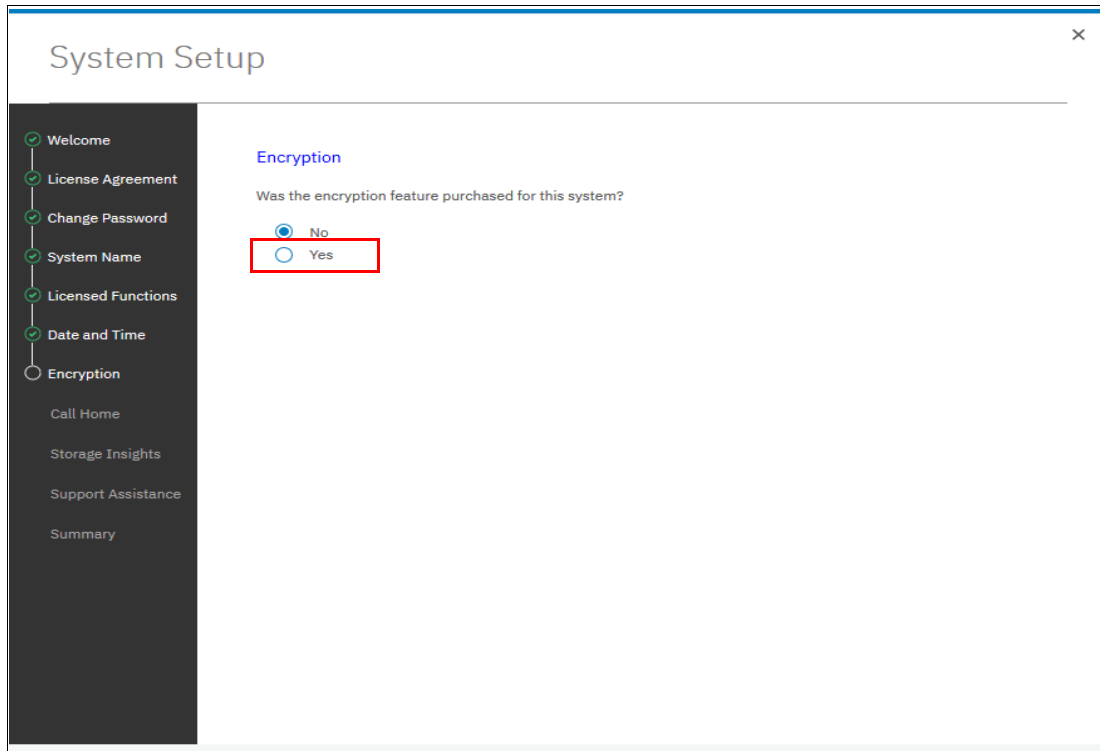 System Setup
Welcome
License Agreement
Change Password
System Name
Licensed Functions
Date and Time
Encryption
Call Home
Storage Insights
Support Assistance
Summary
Encryption
Was the encryption feature purchased for this system?
No
Yes